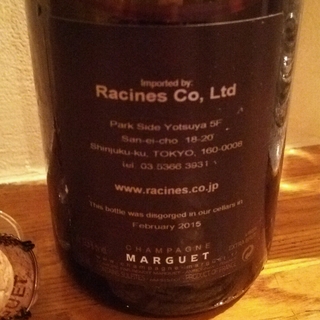 Imported by:
Racines Co, Ltd
Park Side Yotsuya 5F
San-ei-cho 18-20
Shinjuku-ku, TOKYO, 160-0008
Tel. 03.5366.3931
www.racines.co.jp
This bottle was disgorged in our cellars in
February 2015
CHAMPAGNE
MARGUET